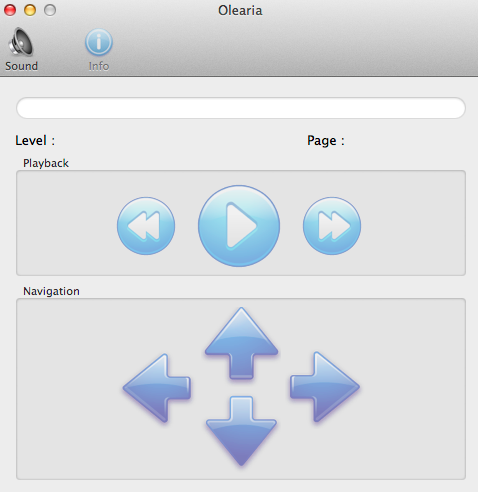 Olearia
Sound Info
Level : Page :
Playback
Navigation